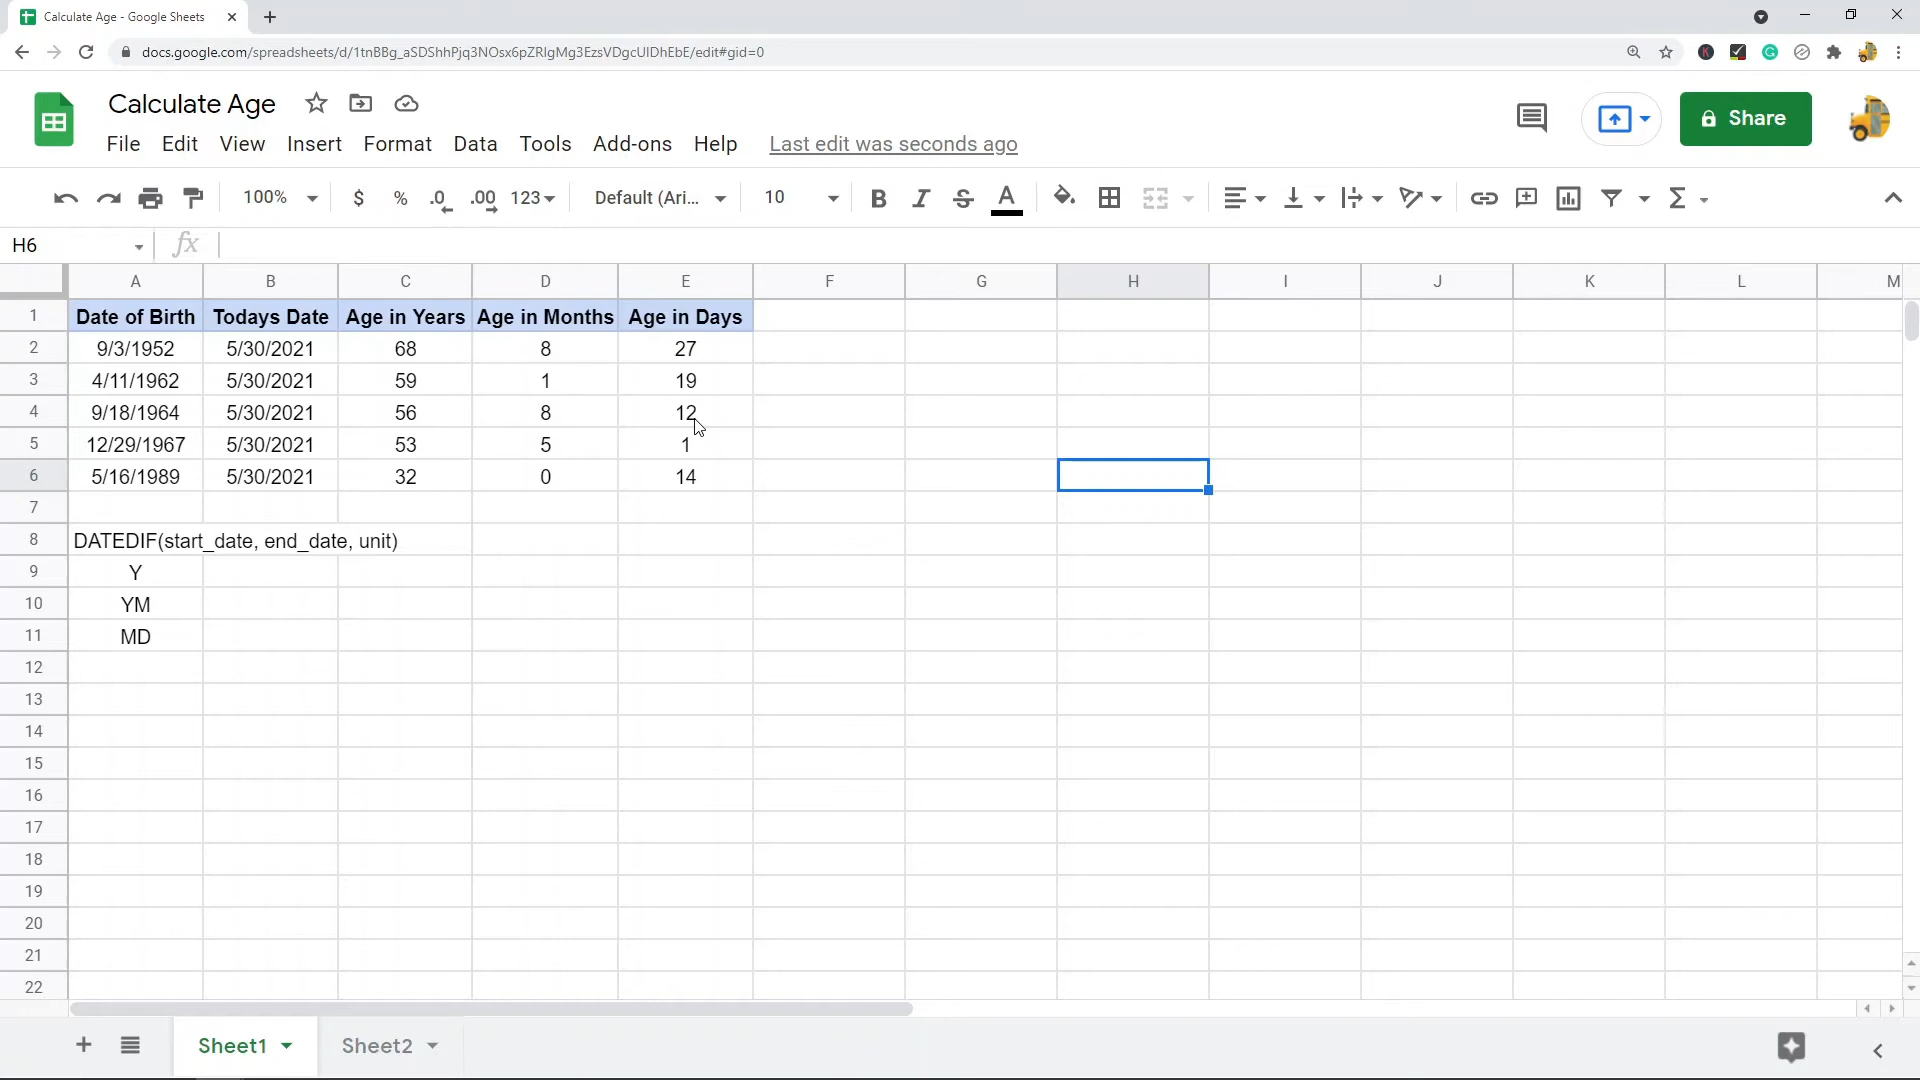 Calculate Age - Google Sheets
docs.google.com/spreadsheets/d/1tnBBg_aSDShhPjq3NOsx6pZRIgMg3EzsVDgcUIDhEbE/edit#gid=0
Calculate Age
Share
File Edit View Insert Format Data Tools Add-ons Help Last edit was seconds ago
100% $ % .0 .00 123 Default (Ari... 10 B I S A
H6 fx
A B C D E F G H I J K L M
1 Date of Birth Todays Date Age in Years Age in Months Age in Days
2 9/3/1952 5/30/2021 68 8 27
3 4/11/1962 5/30/2021 59 1 19
4 9/18/1964 5/30/2021 56 8 12
5 12/29/1967 5/30/2021 53 5 1
6 5/16/1989 5/30/2021 32 0 14
7
8 DATEDIF(start_date, end_date, unit)
9 Y
10 YM
11 MD
12
13
14
15
16
17
18
19
20
21
22
Sheet1 Sheet2